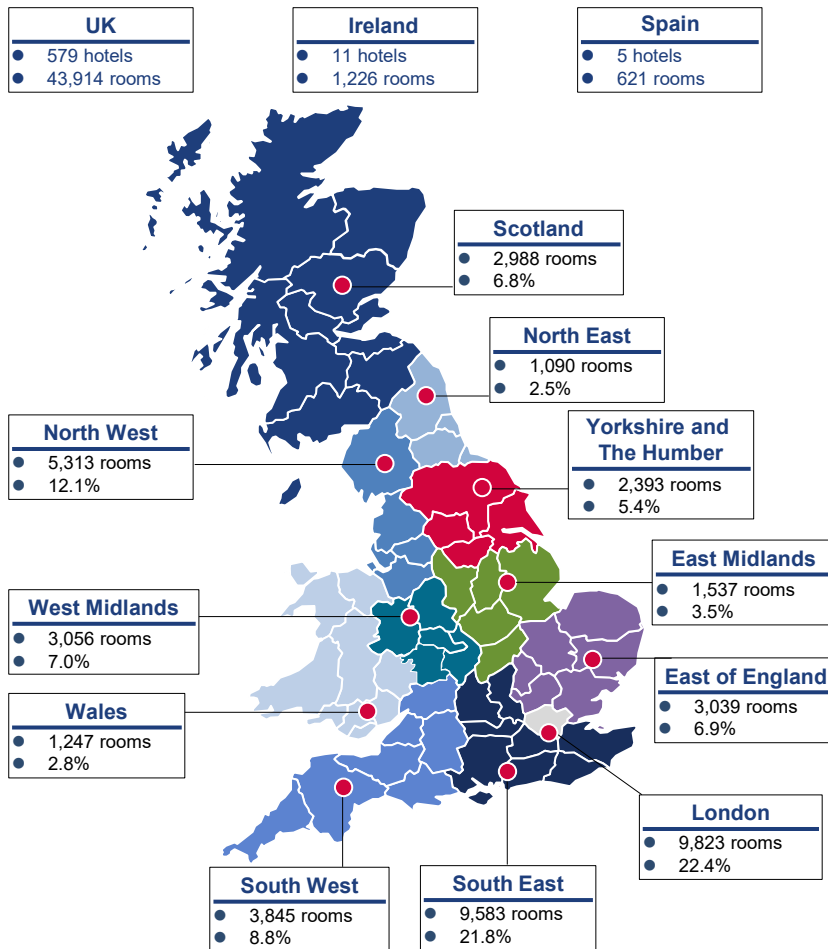 UK
579 hotels
43,914 rooms
Ireland
11 hotels
1,226 rooms
Spain
5 hotels
621 rooms
Scotland
2,988 rooms
6.8%
North East
1,090 rooms
2.5%
North West
5,313 rooms
12.1%
Yorkshire and
The Humber
2,393 rooms
5.4%
East Midlands
1,537 rooms
3.5%
West Midlands
3,056 rooms
7.0%
East of England
3,039 rooms
6.9%
Wales
1,247 rooms
2.8%
London
9,823 rooms
22.4%
South West
3,845 rooms
8.8%
South East
9,583 rooms
21.8%